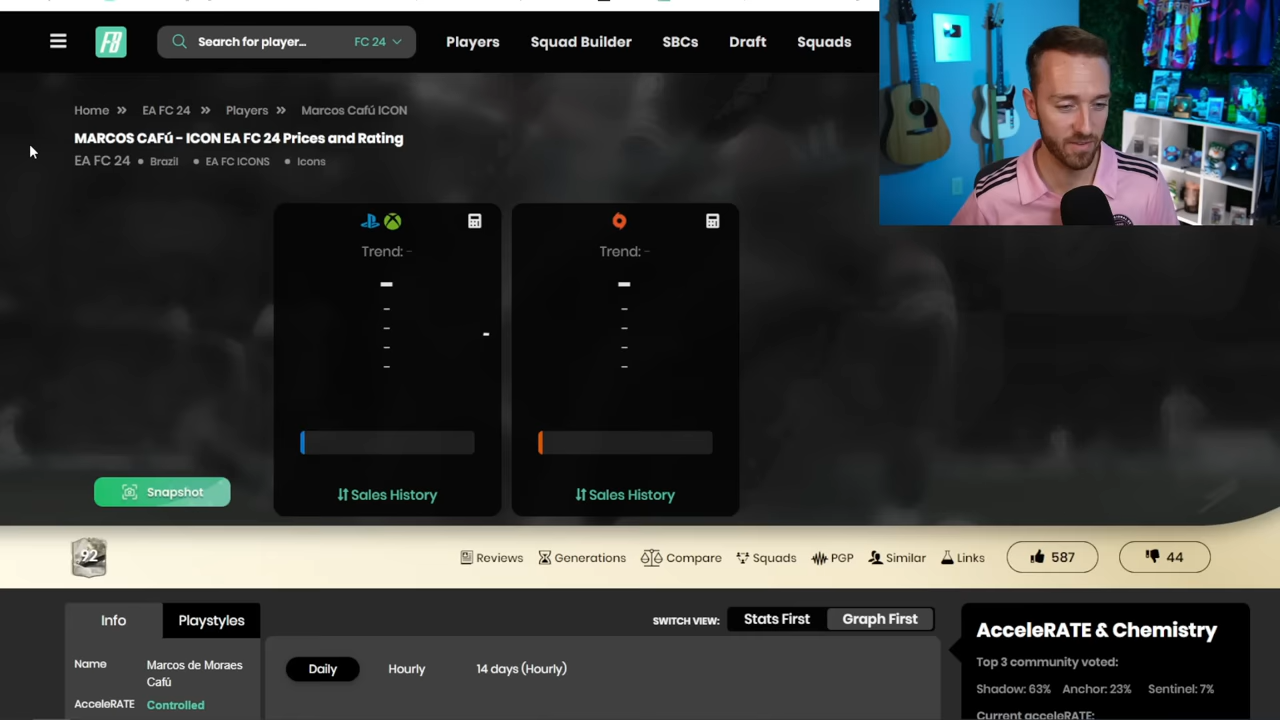 FB
Search for player...
FC 24
Players
Squad Builder
SBCs
Draft
Squads
Home » EA FC 24 » Players » Marcos Cafú ICON
MARCOS CAFú - ICON EA FC 24 Prices and Rating
EA FC 24 • Brazil • EA FC ICONS • Icons
Trend: -
Trend: -
Sales History
Sales History
Snapshot
92
Reviews
Generations
Compare
Squads
PGP
Similar
Links
587
44
Info
Playstyles
SWITCH VIEW:
Stats First
Graph First
Name
Marcos de Moraes
Cafú
AcceleRATE
Controlled
Daily
Hourly
14 days (Hourly)
AcceleRATE & Chemistry
Top 3 community voted:
Shadow: 63% Anchor: 23% Sentinel: 7%
Current acceleRATE: